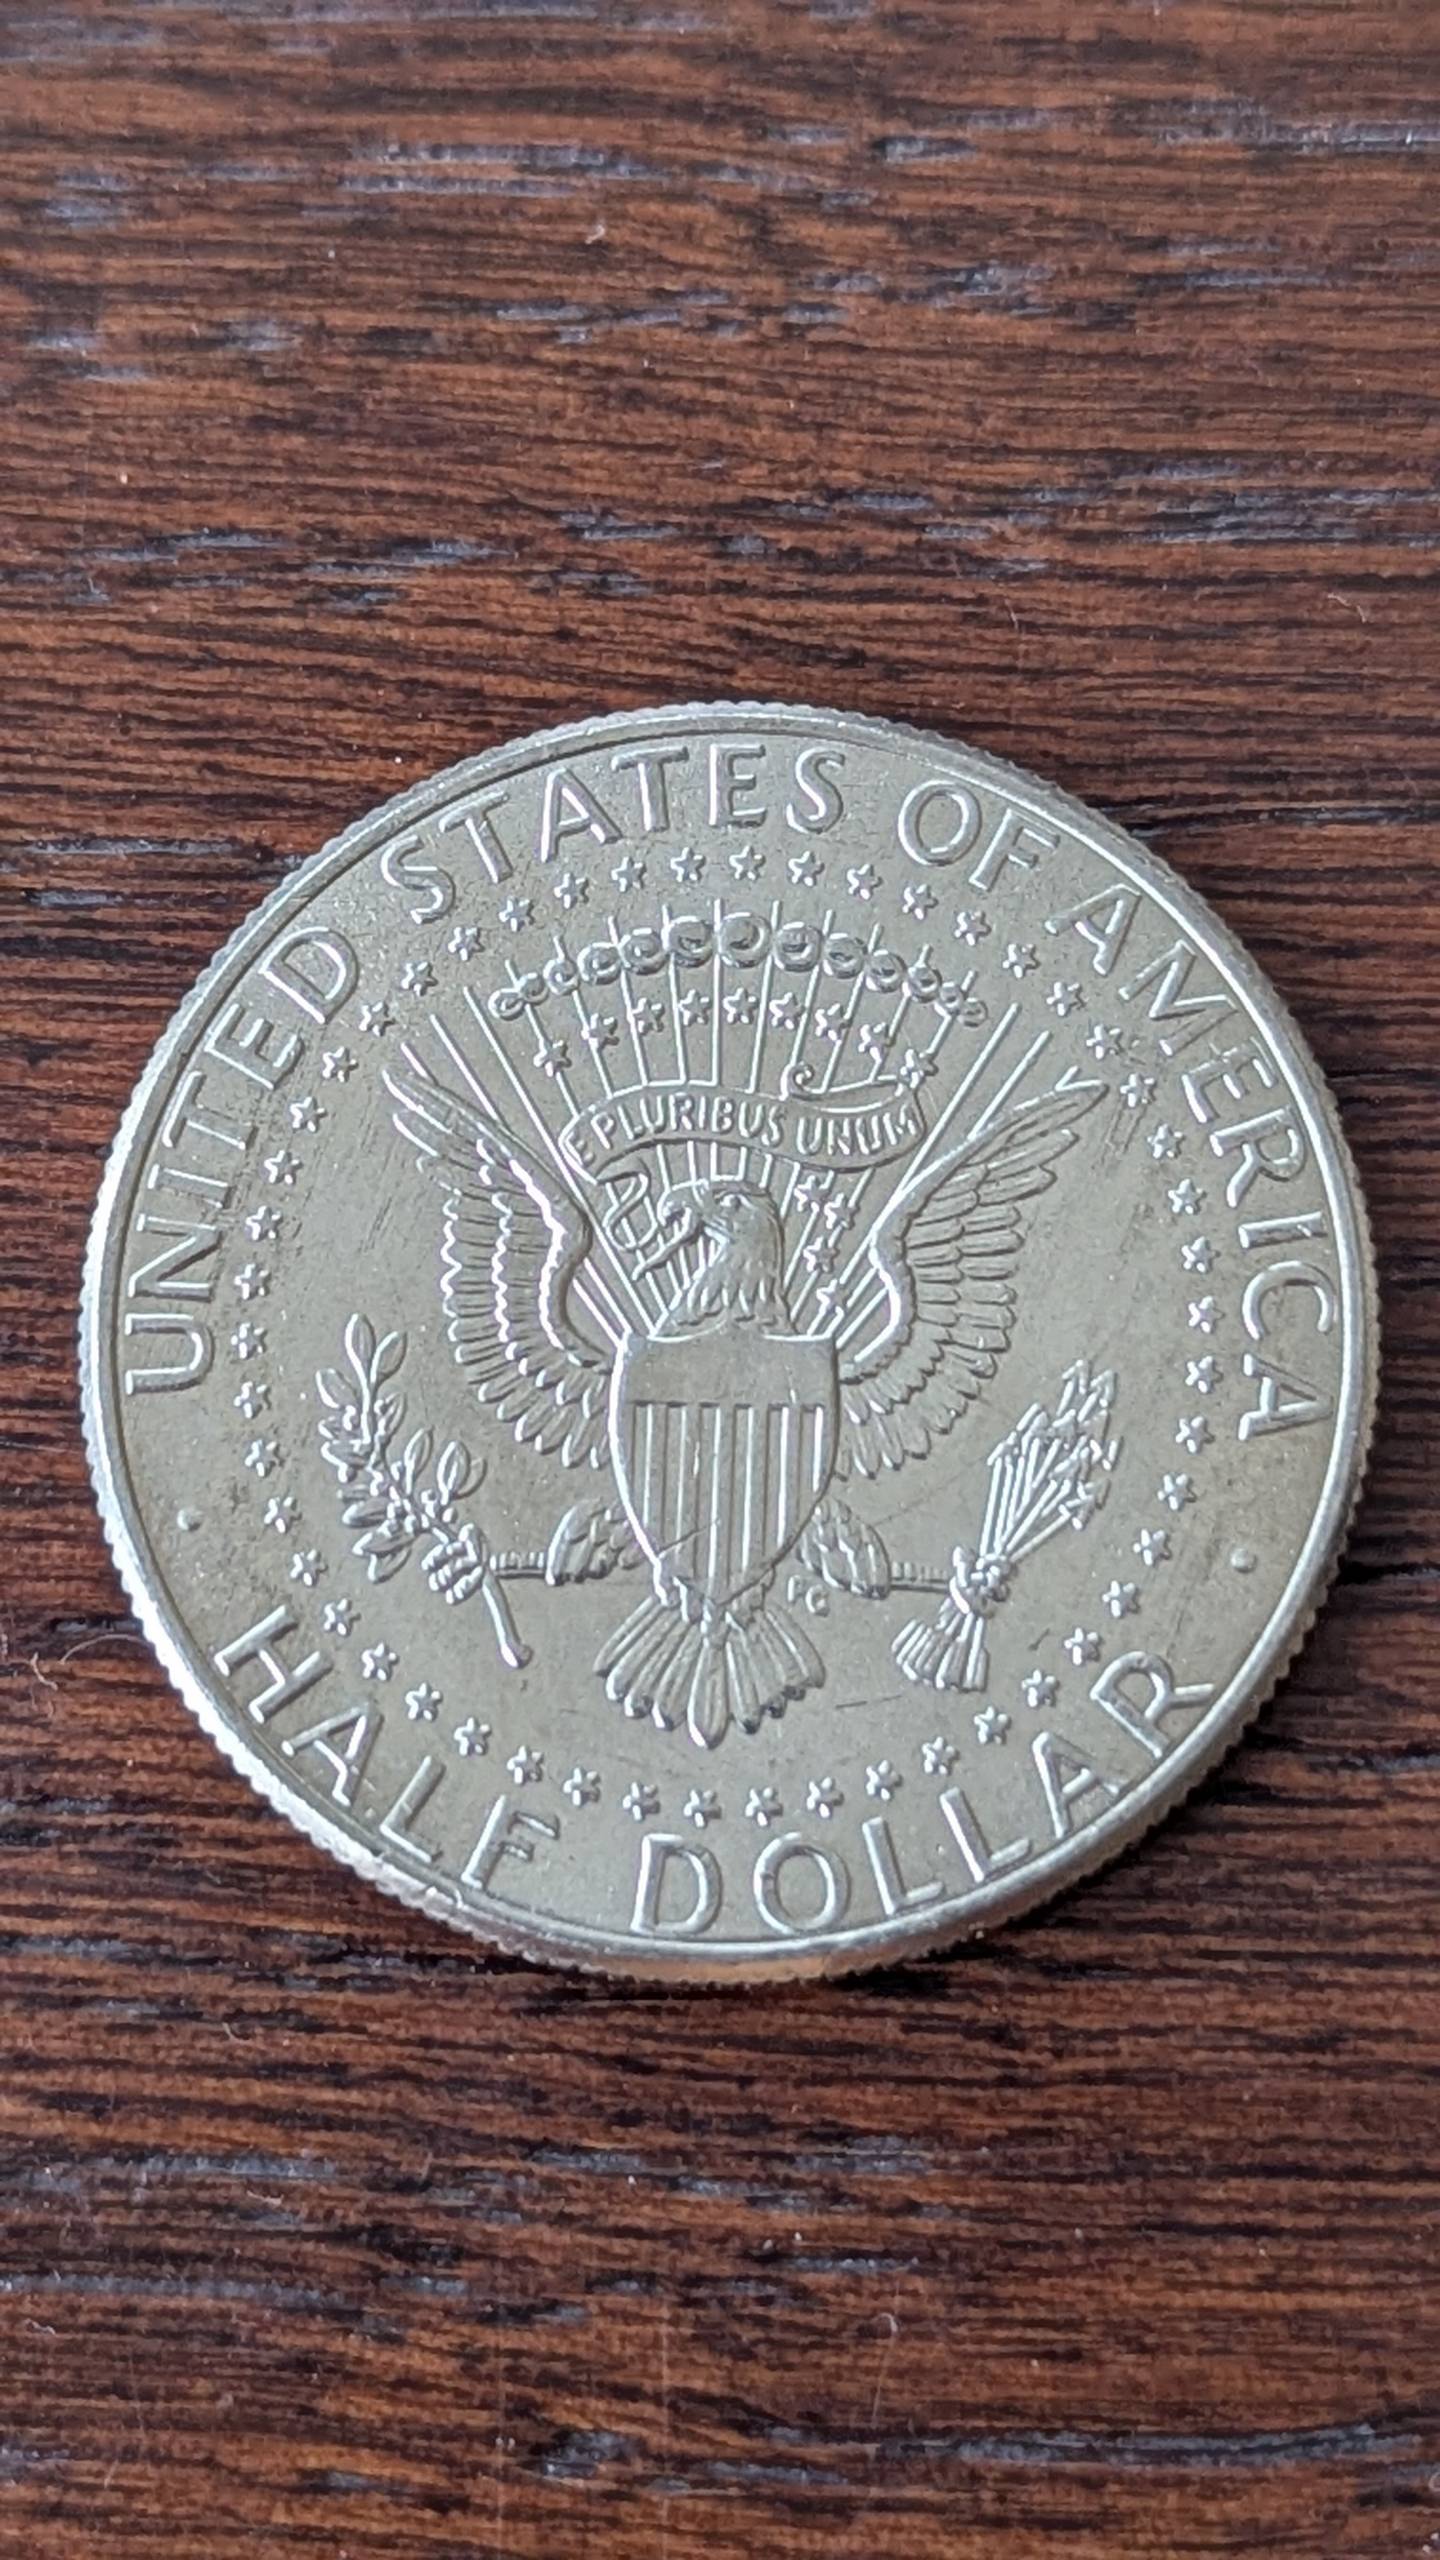 UNITED STATES OF AMERICA
E PLURIBUS UNUM
FG
HALF DOLLAR